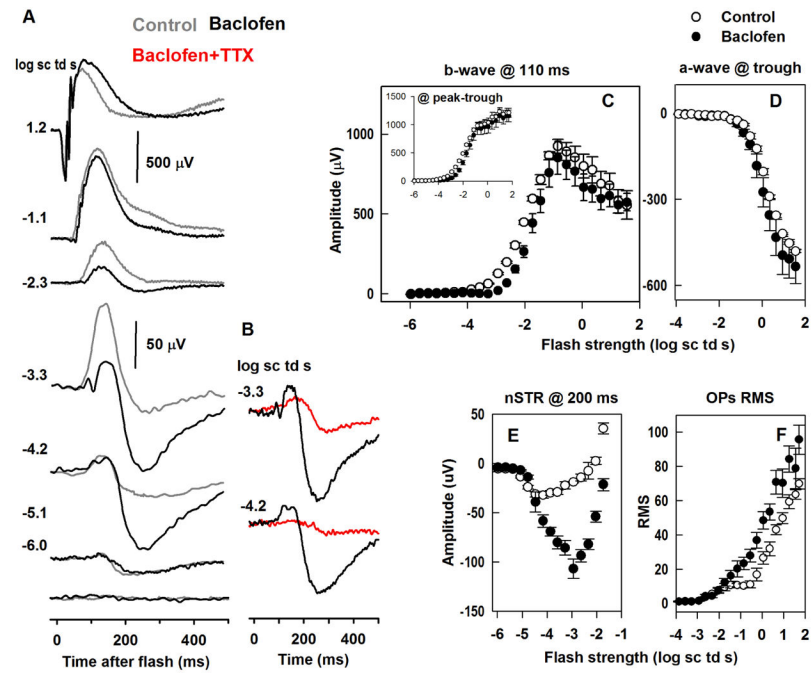 A
Control Baclofen
Baclofen+TTX
log sc td s
1.2
500 µV
-1.1
-2.3
50 µV
-3.3
-4.2
-5.1
-6.0
0 200 400
Time after flash (ms)
B
log sc td s
-3.3
-4.2
0 200 400
Time (ms)
Control
Baclofen
b-wave @ 110 ms
C
@ peak-trough
1500
1000
500
0
-6 -4 -2 0 2
1000
500
0
Amplitude (µV)
-6 -4 -2 0 2
a-wave @ trough
D
0
-300
-600
-4 -2 0 2
Flash strength (log sc td s)
nSTR @ 200 ms
E
50
0
-50
-100
-150
Amplitude (uV)
-6 -5 -4 -3 -2 -1
OPs RMS
F
100
80
60
40
20
0
RMS
-4 -3 -2 -1 0 1 2
Flash strength (log sc td s)